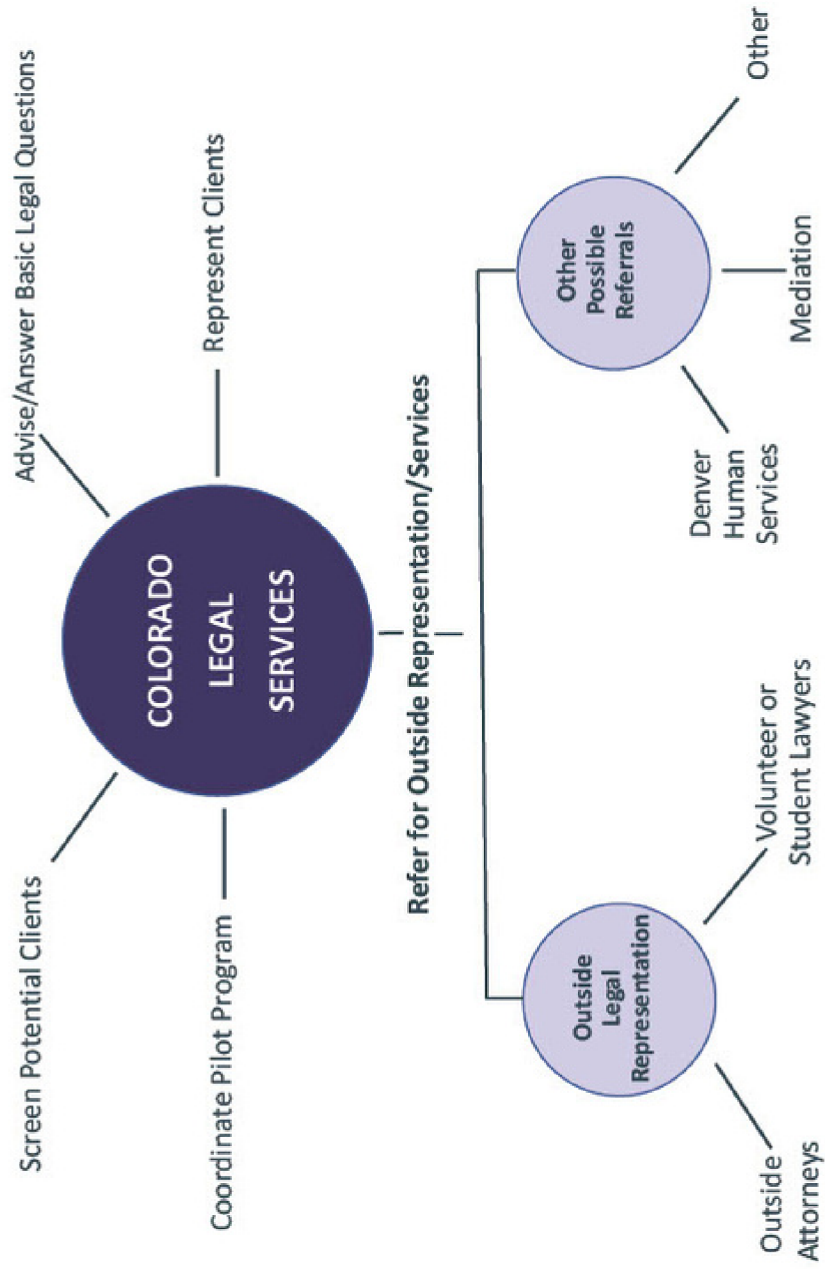 Screen Potential Clients
Advise/Answer Basic Legal Questions
COLORADO
LEGAL
SERVICES
Coordinate Pilot Program
Represent Clients
Refer for Outside Representation/Services
Outside
Legal
Representation
Outside
Attorneys
Volunteer or
Student Lawyers
Other
Possible
Referrals
Denver
Human
Services
Mediation
Other